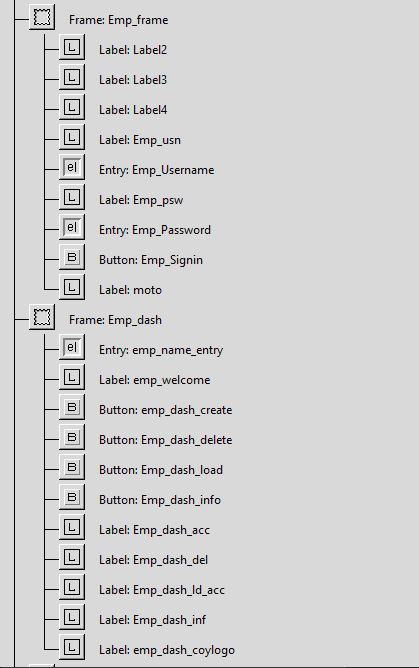 Frame: Emp_frame
L Label: Label2
L Label: Label3
L Label: Label4
L Label: Emp_usn
e| Entry: Emp_Username
L Label: Emp_psw
e| Entry: Emp_Password
B Button: Emp_Signin
L Label: moto
Frame: Emp_dash
e| Entry: emp_name_entry
L Label: emp_welcome
B Button: emp_dash_create
B Button: Emp_dash_delete
B Button: Emp_dash_load
B Button: Emp_dash_info
L Label: Emp_dash_acc
L Label: Emp_dash_del
L Label: Emp_dash_ld_acc
L Label: Emp_dash_inf
L Label: emp_dash_coylogo